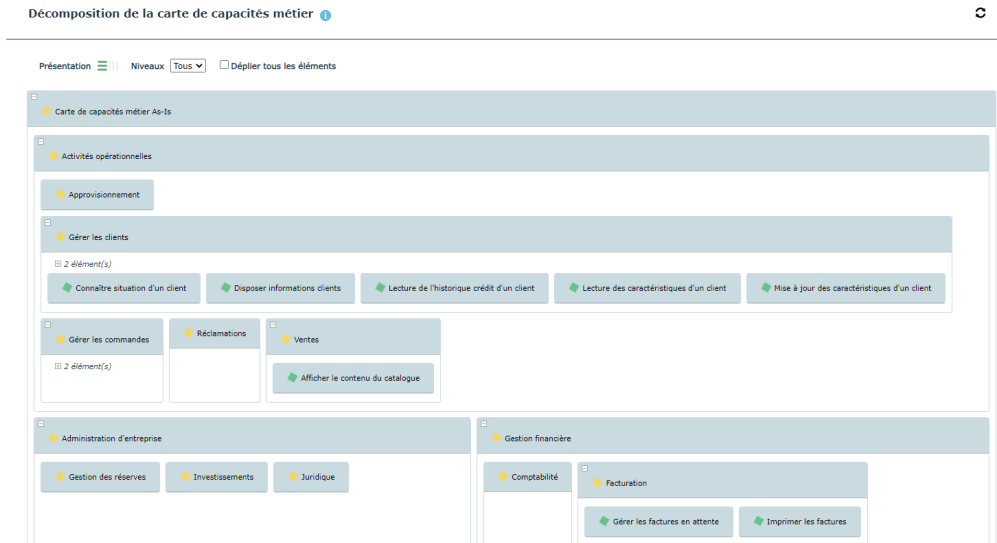 Décomposition de la carte de capacités métier
Présentation Niveaux Tous Déplier tous les éléments
Carte de capacités métier As-Is
Activités opérationnelles
Approvisionnement
Gérer les clients
2 élément(s)
Connaître situation d'un client Disposer informations clients Lecture de l'historique crédit d'un client Lecture des caractéristiques d'un client Mise à jour des caractéristiques d'un client
Gérer les commandes Réclamations Ventes
2 élément(s)
Afficher le contenu du catalogue
Administration d'entreprise Gestion financière
Gestion des réserves Investissements Juridique Comptabilité Facturation
Gérer les factures en attente Imprimer les factures